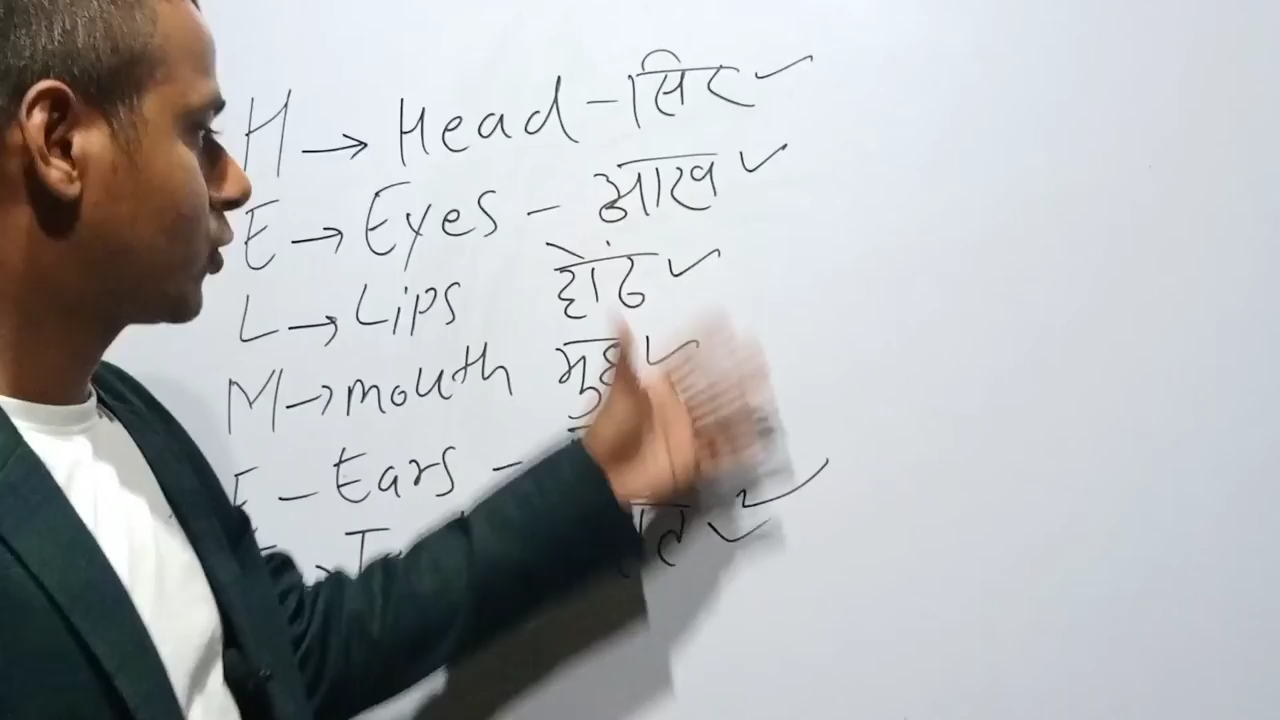 H → Head - सिर ✓
E → Eyes - आख ✓
L → Lips होंठ ✓
M → mouth मुह ✓
E - Ears -